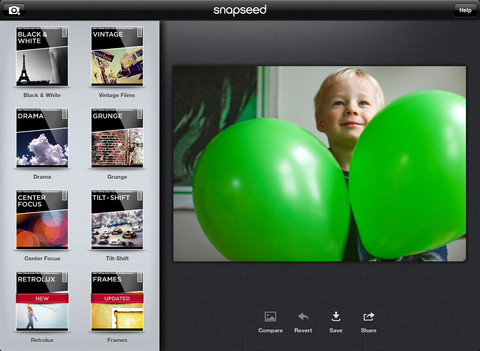 snapseed
Help
BLACK &
WHITE
Black & White
VINTAGE
Vintage Films
DRAMA
Drama
GRUNGE
Grunge
CENTER
FOCUS
Center Focus
TILT-SHIFT
Tilt-Shift
RETROLUX
NEW
Retrolux
FRAMES
UPDATED
Frames
Compare
Revert
Save
Share